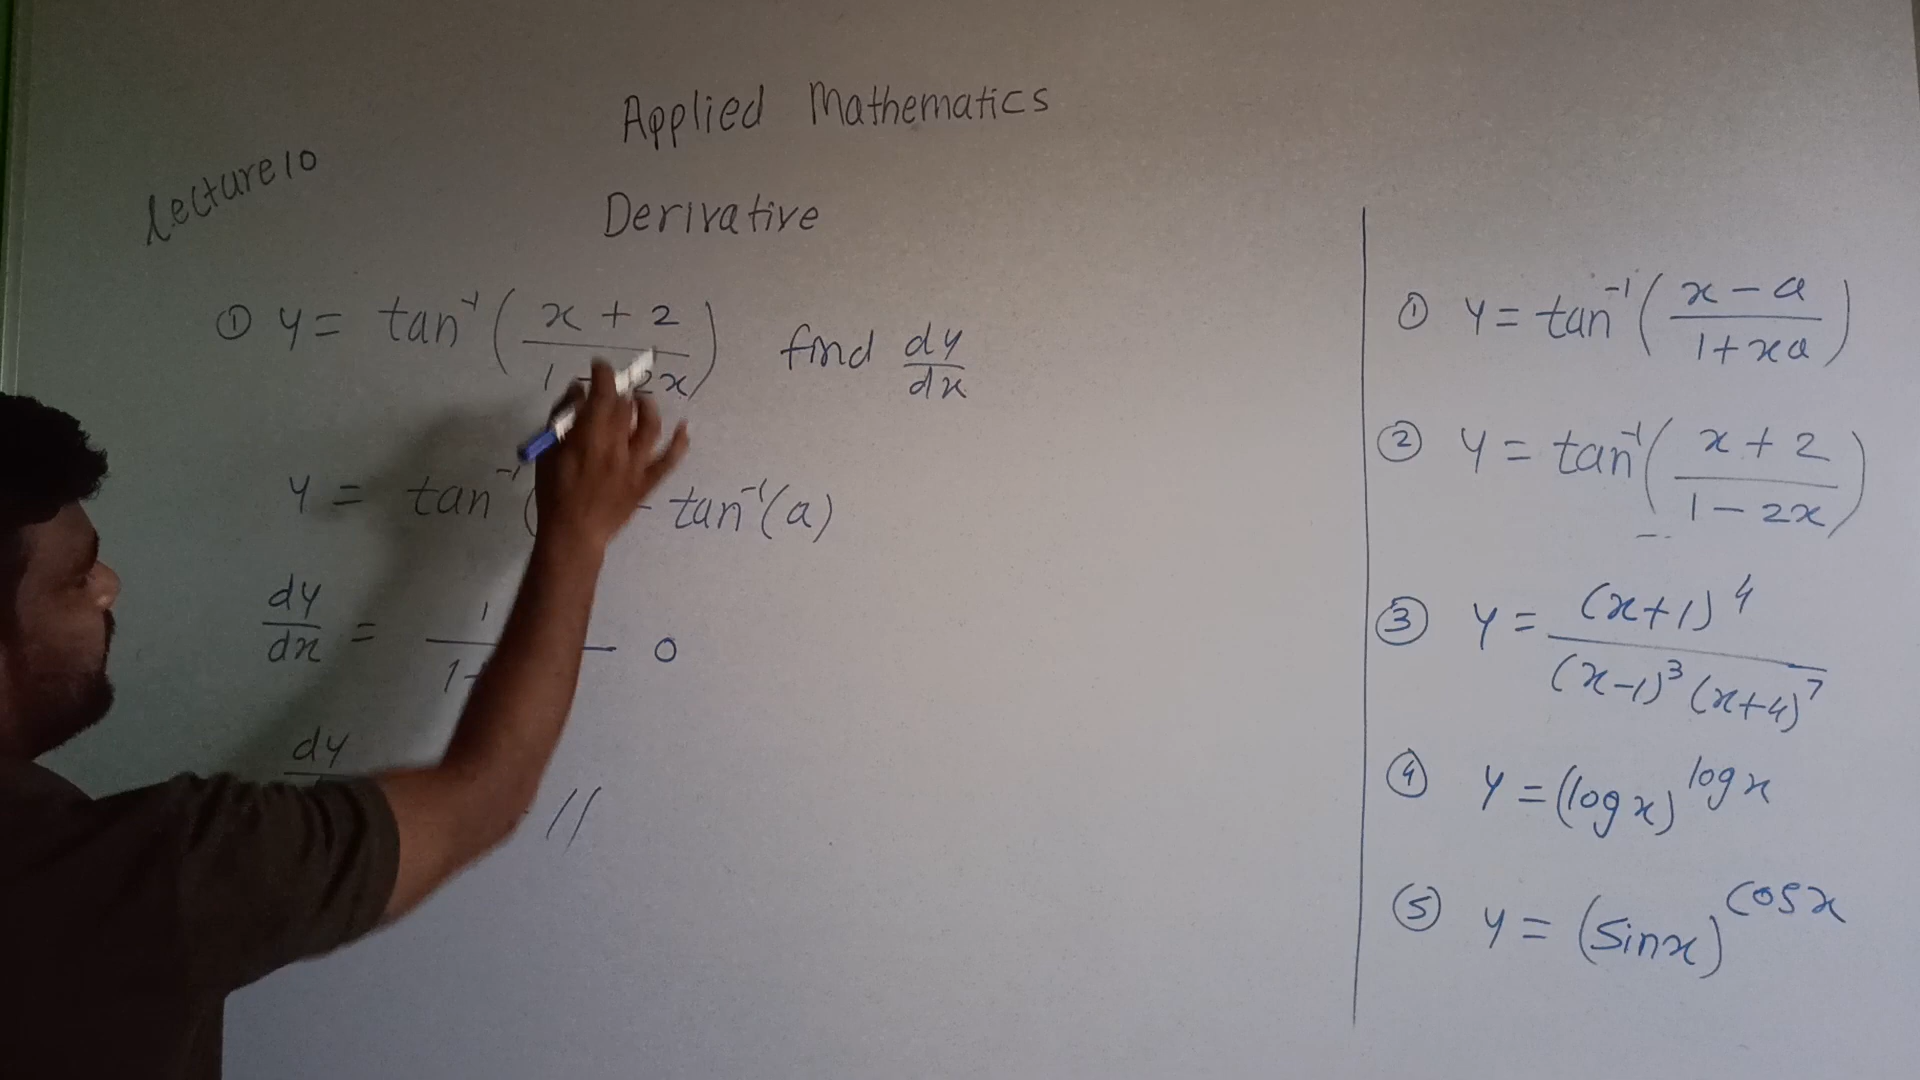 Applied Mathematics
Lecture 10
Derivative
① y = tan⁻¹( x + 2 / 1 - 2x ) find dy/dx
y = tan⁻¹( - tan⁻¹(a)
dy/dx = 1 / 1+ - 0
dy //
① y = tan⁻¹( x - a / 1 + xa )
② y = tan⁻¹( x + 2 / 1 - 2x )
③ y = (x+1)⁴ / (x-1)³ (x+4)⁷
④ y = (log x)^log x
⑤ y = (sin x)^cos x